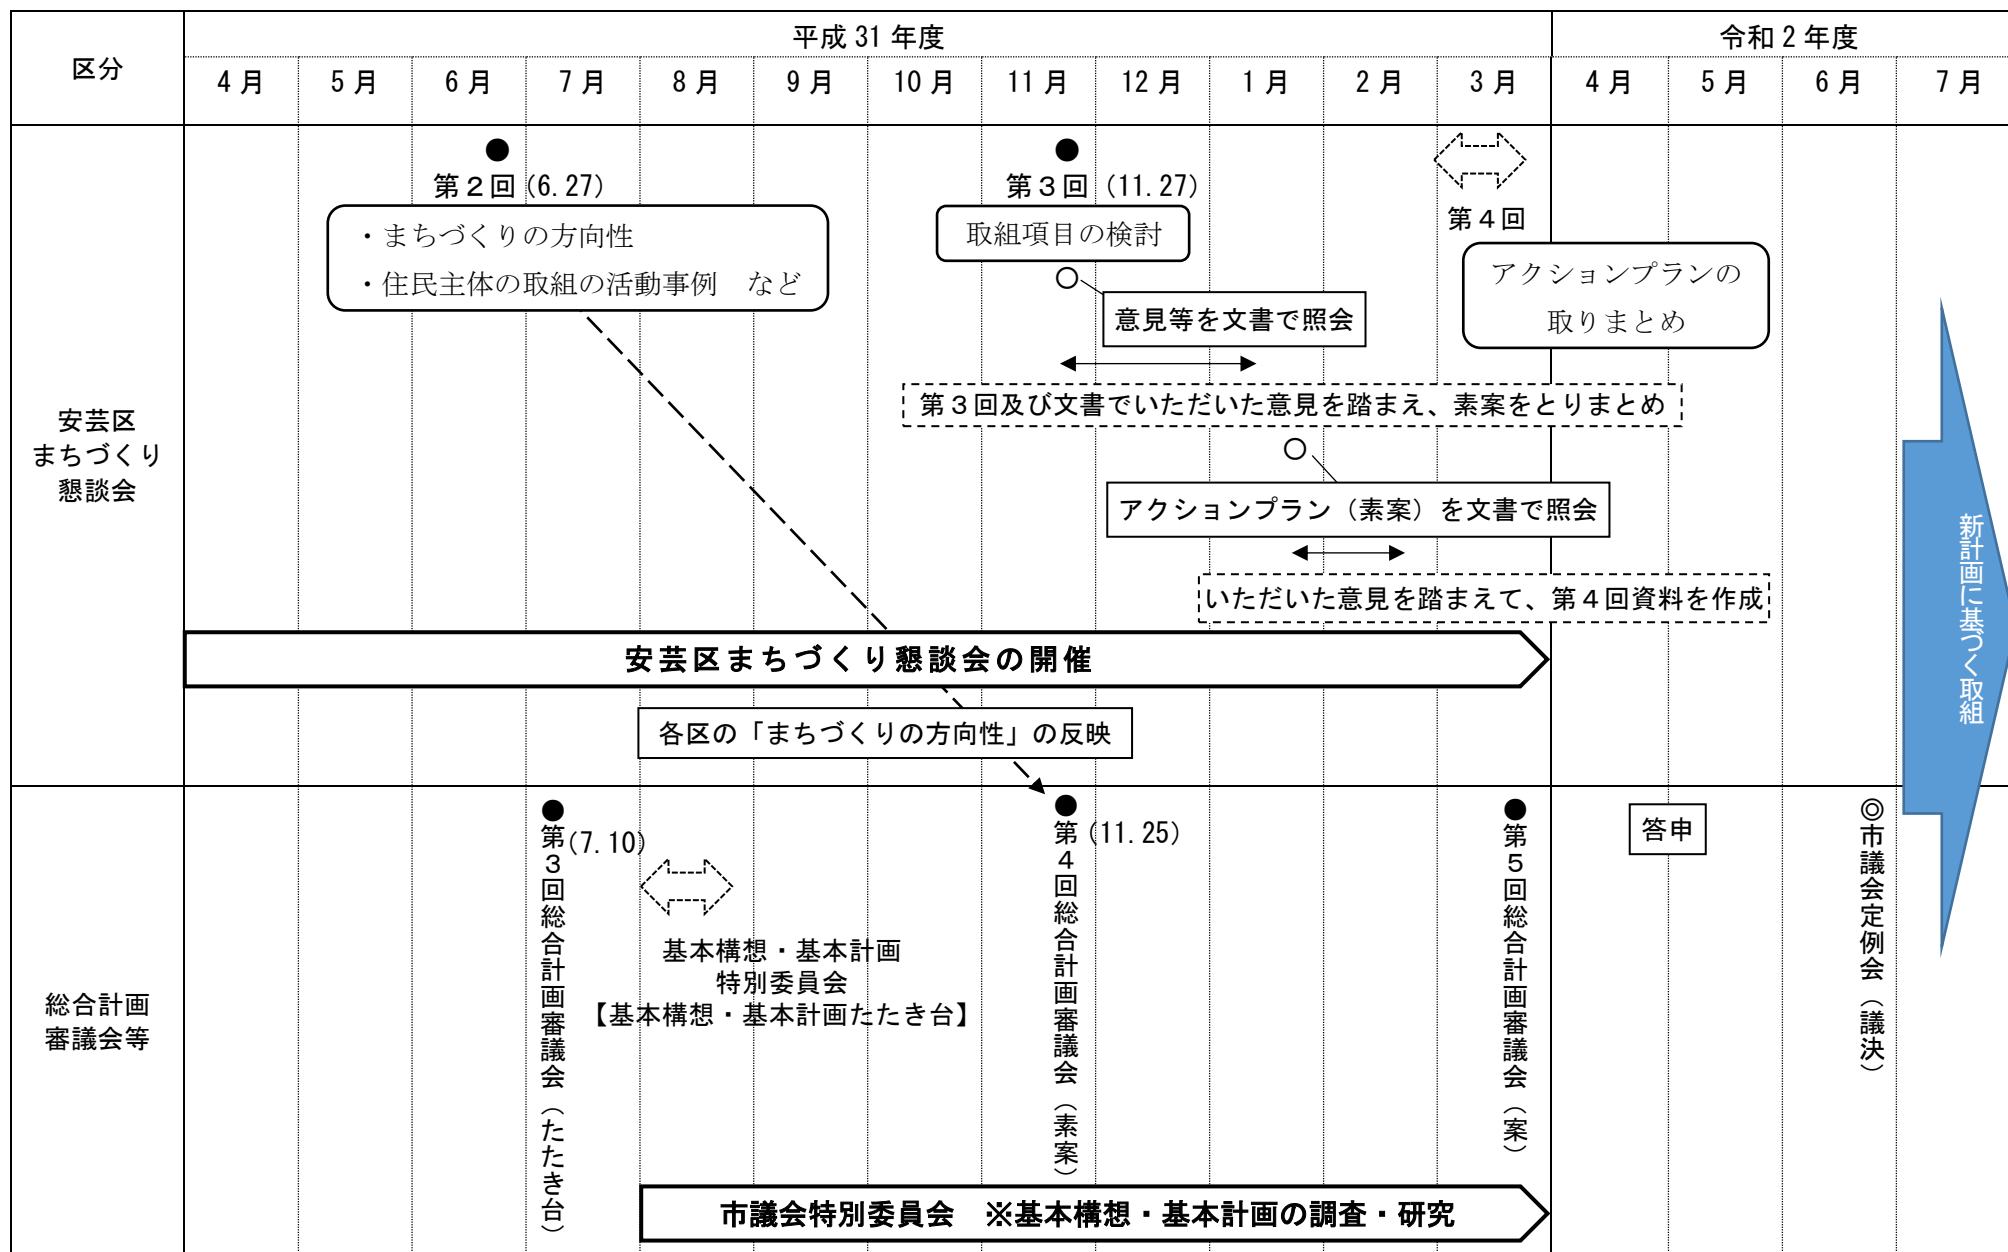 区分
平成 31 年度
令和 2 年度
4 月
5 月
6 月
7 月
8 月
9 月
10 月
11 月
12 月
1 月
2 月
3 月
4 月
5 月
6 月
7 月
安芸区
まちづくり
懇談会
第２回(6.27)
・まちづくりの方向性
・住民主体の取組の活動事例　など
第３回 (11.27)
取組項目の検討
意見等を文書で照会
第４回
アクションプランの
取りまとめ
第３回及び文書でいただいた意見を踏まえ、素案をとりまとめ
アクションプラン（素案）を文書で照会
いただいた意見を踏まえて、第４回資料を作成
安芸区まちづくり懇談会の開催
各区の「まちづくりの方向性」の反映
新計画に基づく取組
総合計画
審議会等
第３回総合計画審議会（たたき台）
(7.10)
基本構想・基本計画
特別委員会
【基本構想・基本計画たたき台】
第４回総合計画審議会（素案）
(11.25)
第５回総合計画審議会（案）
答申
◎市議会定例会（議決）
市議会特別委員会　※基本構想・基本計画の調査・研究